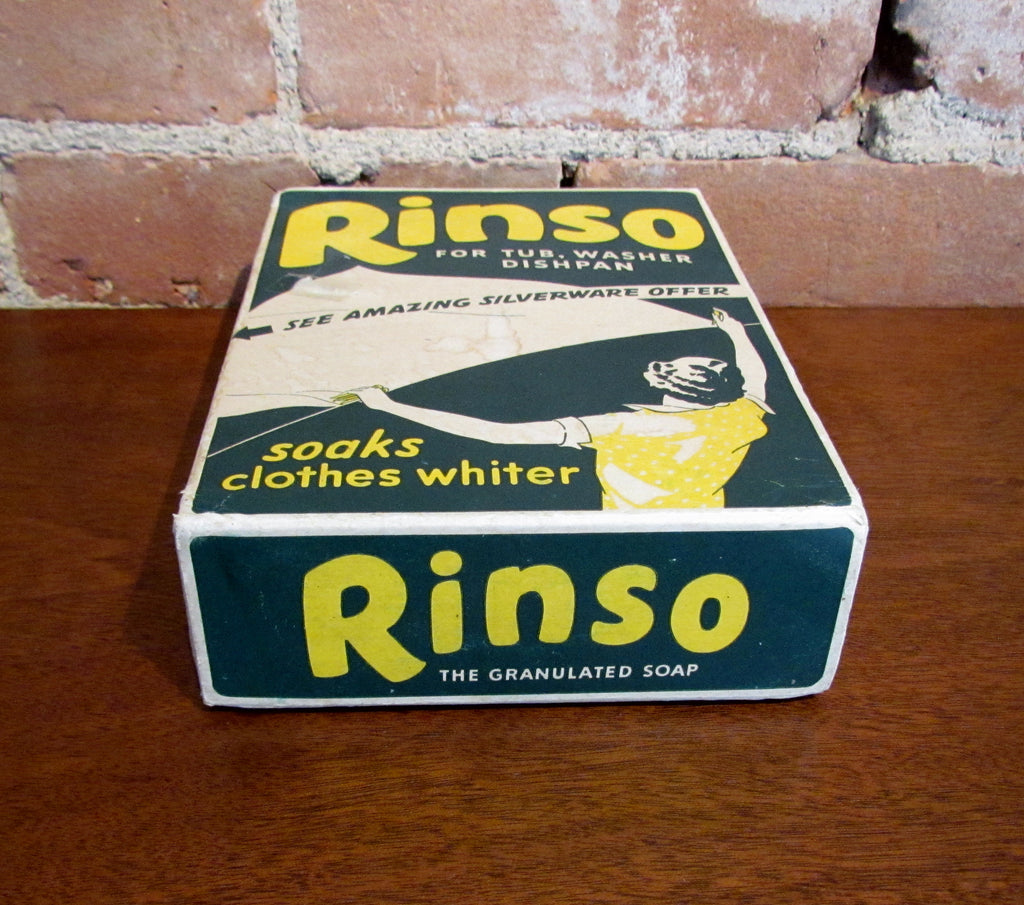 Rinso
FOR TUB, WASHER
DISHPAN
SEE AMAZING SILVERWARE OFFER
soaks
clothes whiter
Rinso
THE GRANULATED SOAP